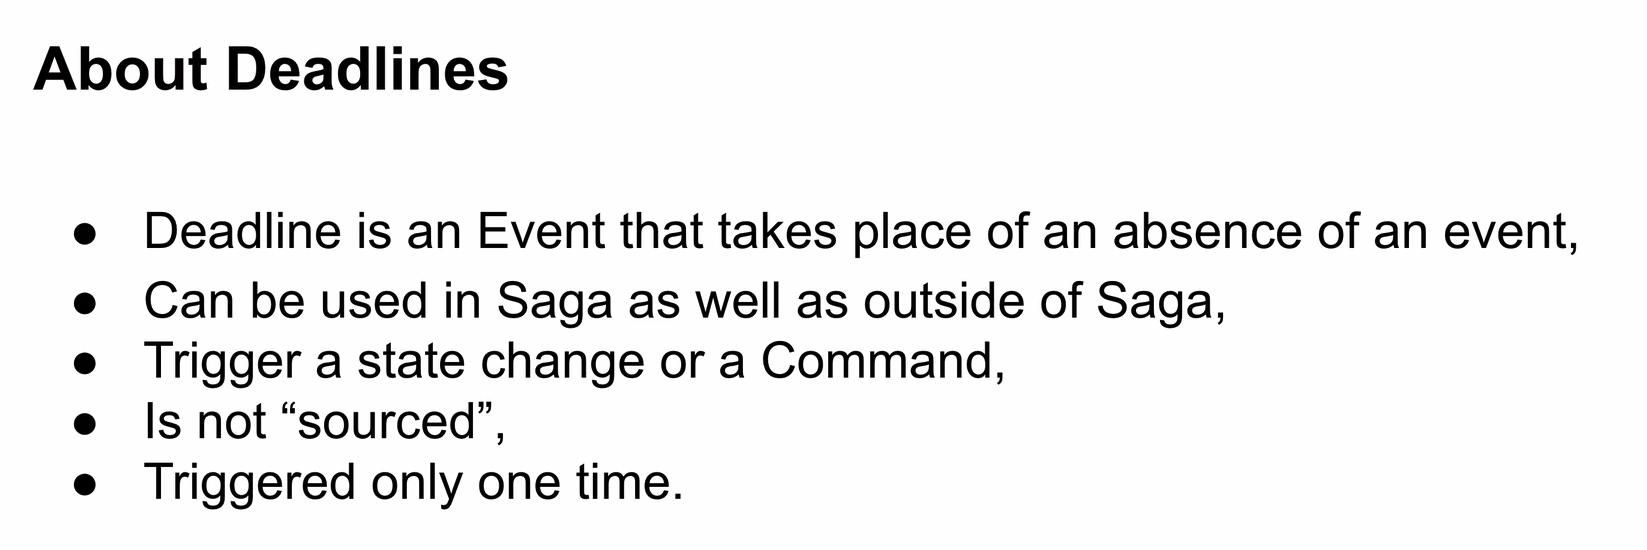 About Deadlines
● Deadline is an Event that takes place of an absence of an event,
● Can be used in Saga as well as outside of Saga,
● Trigger a state change or a Command,
● Is not “sourced”,
● Triggered only one time.